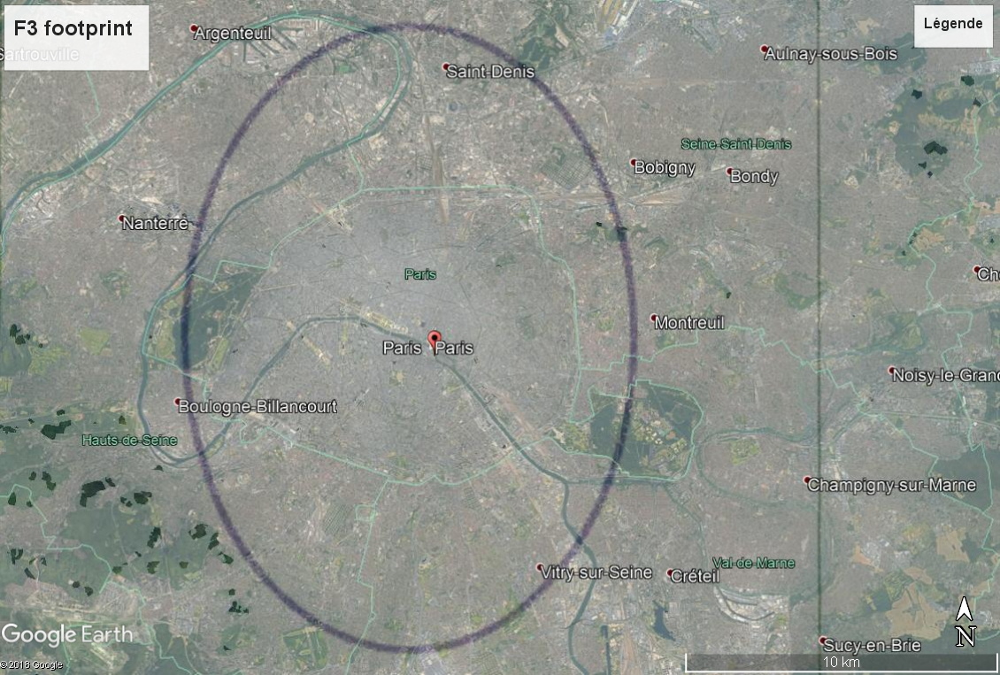 F3 footprint
Légende
Argenteuil
Sartrouville
Aulnay-sous-Bois
Saint-Denis
Seine-Saint-Denis
Bobigny
Bondy
Nanterre
Paris
Montreuil
Paris
Paris
Noisy-le-Grand
Boulogne-Billancourt
Hauts-de-Seine
Champigny-sur-Marne
Val-de-Marne
Vitry-sur-Seine
Créteil
N
Google Earth
Sucy-en-Brie
10 km
© 2018 Google